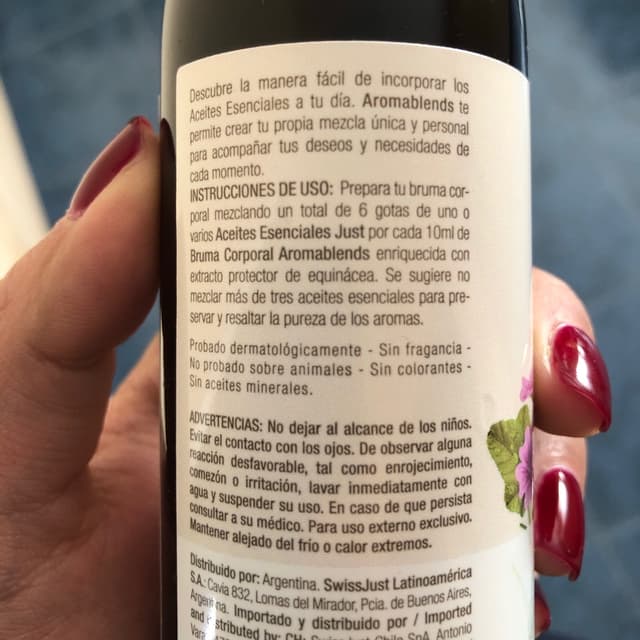 Descubre la manera fácil de incorporar los
Aceites Esenciales a tu día. Aromablends te
permite crear tu propia mezcla única y personal
para acompañar tus deseos y necesidades de
cada momento.
INSTRUCCIONES DE USO: Prepara tu bruma cor-
poral mezclando un total de 6 gotas de uno o
varios Aceites Esenciales Just por cada 10ml de
Bruma Corporal Aromablends enriquecida con
extracto protector de equinácea. Se sugiere no
mezclar más de tres aceites esenciales para pre-
servar y resaltar la pureza de los aromas.
Probado dermatológicamente - Sin fragancia -
No probado sobre animales - Sin colorantes -
Sin aceites minerales.
ADVERTENCIAS: No dejar al alcance de los niños.
Evitar el contacto con los ojos. De observar alguna
reacción desfavorable, tal como enrojecimiento,
comezón o irritación, lavar inmediatamente con
agua y suspender su uso. En caso de que persista
consultar a su médico. Para uso externo exclusivo.
Mantener alejado del frío o calor extremos.
Distribuido por: Argentina. SwissJust Latinoamérica
S.A.: Cavia 832, Lomas del Mirador, Pcia. de Buenos Aires,
Argentina. Importado y distribuido por / Imported
and distributed by: CH: SwissJust Chile SpA. Antonio